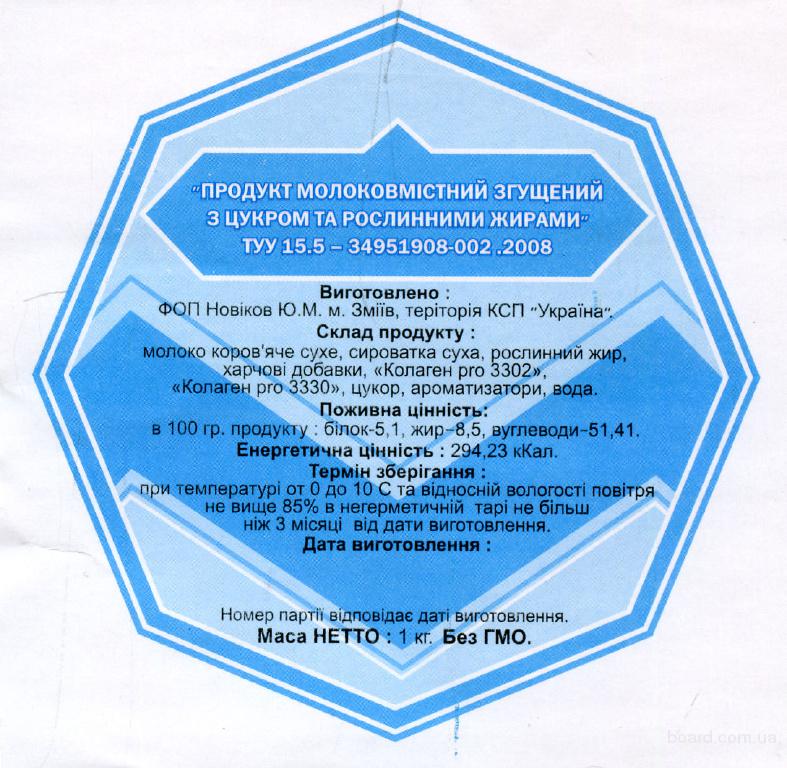 "ПРОДУКТ МОЛОКОВМІСТНИЙ ЗГУЩЕНИЙ
З ЦУКРОМ ТА РОСЛИННИМИ ЖИРАМИ"
ТУУ 15.5 – 34951908-002 .2008
Виготовлено :
ФОП Новіков Ю.М. м. Зміїв, теріторія КСП "Україна".
Склад продукту :
молоко коров'яче сухе, сироватка суха, рослинний жир,
харчові добавки, «Колаген pro 3302»,
«Колаген pro 3330», цукор, ароматизатори, вода.
Поживна цінність:
в 100 гр. продукту : білок-5,1, жир-8,5, вуглеводи-51,41.
Енергетична цінність : 294,23 кКал.
Термін зберігання :
при температурі от 0 до 10 С та відносній вологості повітря
не вище 85% в негерметичній тарі не більш
ніж 3 місяці від дати виготовлення.
Дата виготовлення :
Номер партії відповідає даті виготовлення.
Маса НЕТТО : 1 кг. Без ГМО.
board.com.ua